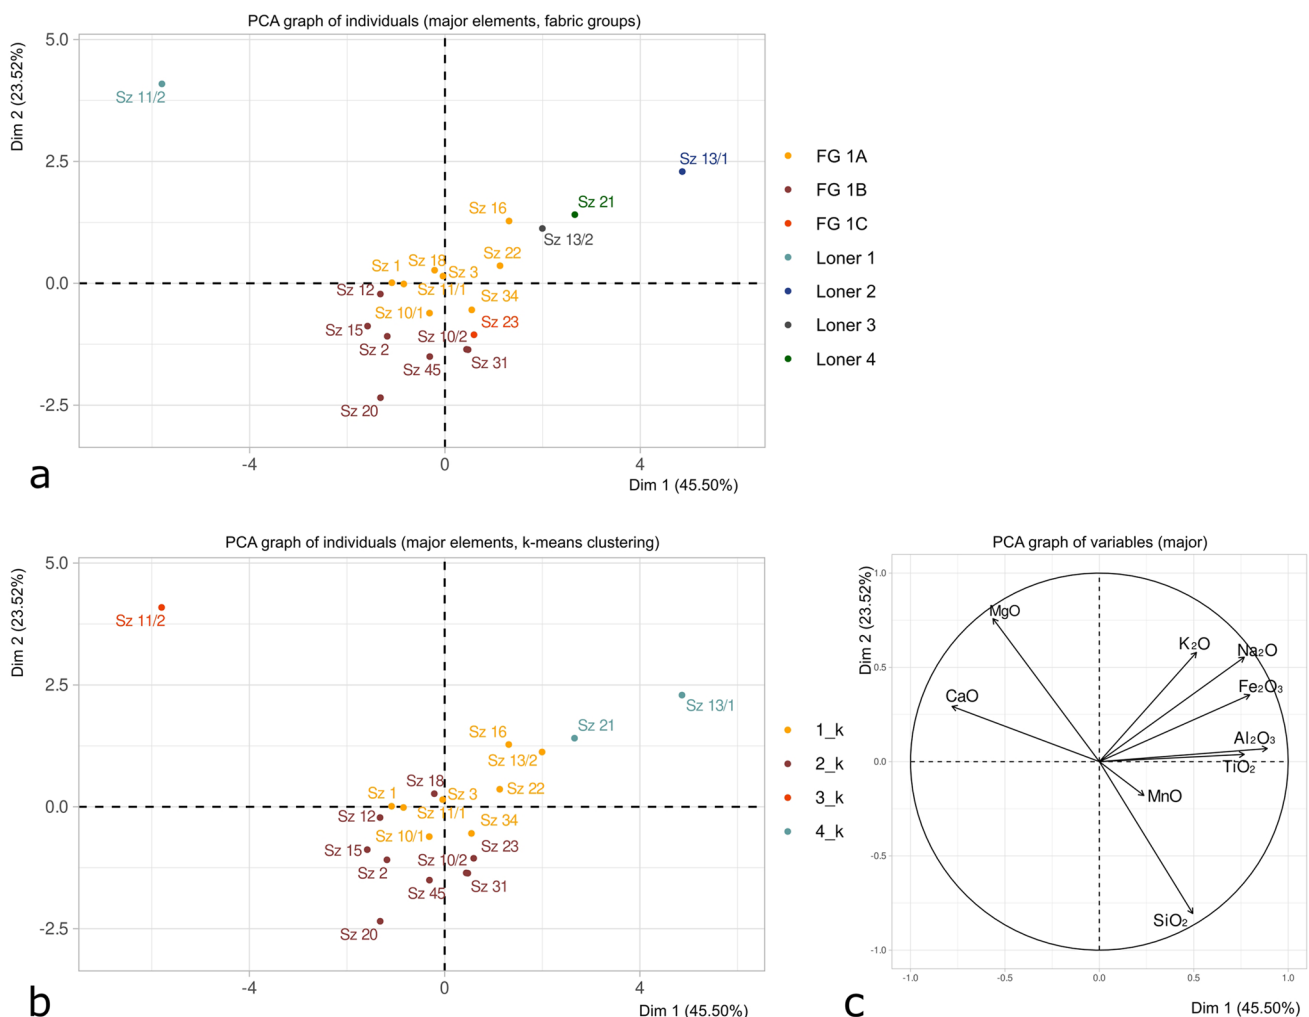 PCA graph of individuals (major elements, fabric groups)
Dim 2 (23.52%)
5.0
2.5
0.0
-2.5
Sz 11/2
Sz 13/1
Sz 21
Sz 16
Sz 13/2
Sz 22
Sz 18
Sz 1
Sz 3
Sz 12
Sz 11/1
Sz 34
Sz 10/1
Sz 23
Sz 15
Sz 10/2
Sz 2
Sz 31
Sz 45
Sz 20
-4
0
4
Dim 1 (45.50%)
a
FG 1A
FG 1B
FG 1C
Loner 1
Loner 2
Loner 3
Loner 4
PCA graph of individuals (major elements, k-means clustering)
Dim 2 (23.52%)
5.0
2.5
0.0
-2.5
Sz 11/2
Sz 13/1
Sz 21
Sz 16
Sz 13/2
Sz 18
Sz 22
Sz 1
Sz 3
Sz 12
Sz 11/1
Sz 34
Sz 10/1
Sz 23
Sz 15
Sz 10/2
Sz 2
Sz 31
Sz 45
Sz 20
-4
0
4
Dim 1 (45.50%)
b
1_k
2_k
3_k
4_k
PCA graph of variables (major)
Dim 2 (23.52%)
1.0
0.5
0.0
-0.5
-1.0
MgO
K₂O
Na₂O
CaO
Fe₂O₃
Al₂O₃
TiO₂
MnO
SiO₂
-1.0
-0.5
0.0
0.5
1.0
Dim 1 (45.50%)
c